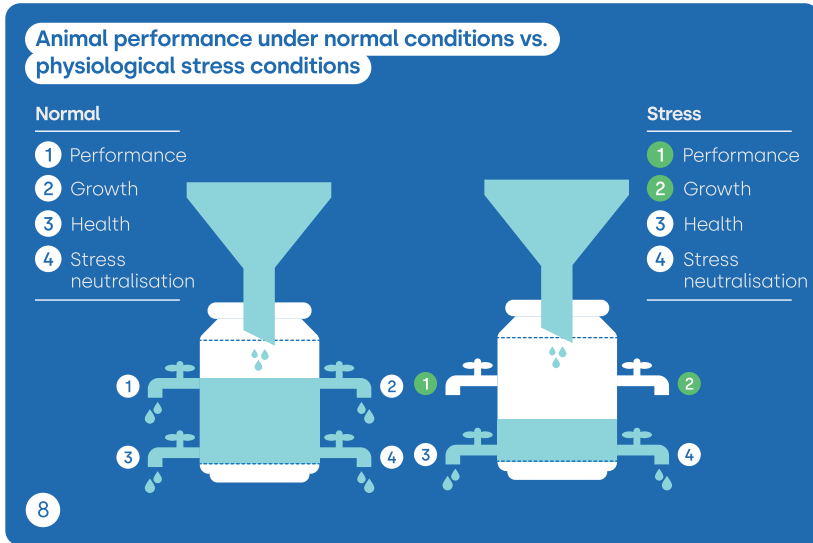 Animal performance under normal conditions vs.
physiological stress conditions
Normal
1 Performance
2 Growth
3 Health
4 Stress
neutralisation
Stress
1 Performance
2 Growth
3 Health
4 Stress
neutralisation
1
2
3
4
1
2
3
4
8